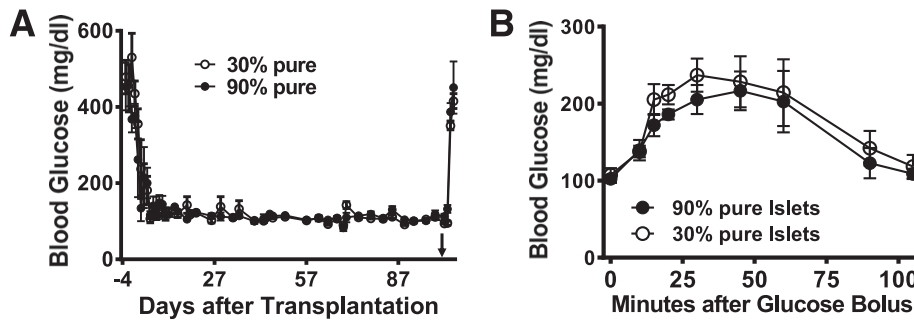 A
Blood Glucose (mg/dl)
600
400
200
0
30% pure
90% pure
-4 27 57 87
Days after Transplantation
B
Blood Glucose (mg/dl)
300
200
100
0
90% pure Islets
30% pure Islets
0 25 50 75 100
Minutes after Glucose Bolus